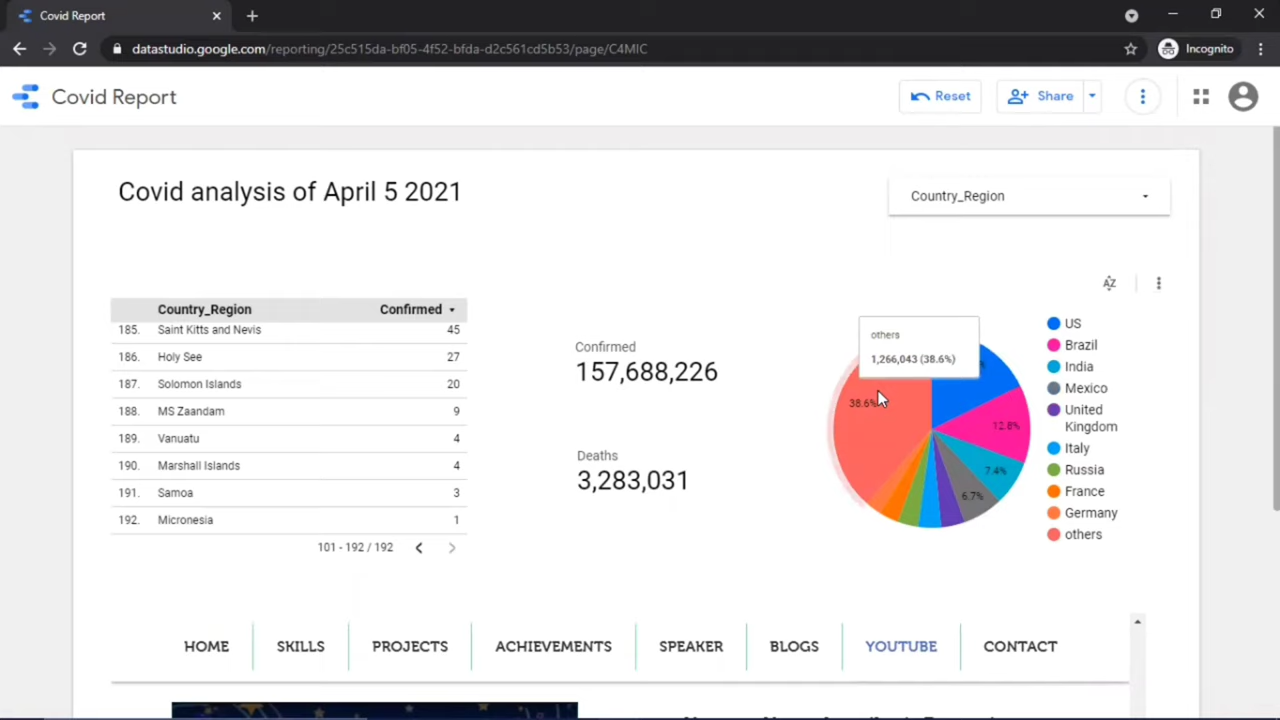 Covid Report
datastudio.google.com/reporting/25c515da-bf05-4f52-bfda-d2c561cd5b53/page/C4MIC
Incognito
Covid Report
Reset
Share
Covid analysis of April 5 2021
Country_Region
Country_Region Confirmed
185. Saint Kitts and Nevis 45
186. Holy See 27
187. Solomon Islands 20
188. MS Zaandam 9
189. Vanuatu 4
190. Marshall Islands 4
191. Samoa 3
192. Micronesia 1
101 - 192 / 192
Confirmed
157,688,226
Deaths
3,283,031
AZ
others
1,266,043 (38.6%)
38.6%
12.8%
7.4%
6.7%
US
Brazil
India
Mexico
United
Kingdom
Italy
Russia
France
Germany
others
HOME SKILLS PROJECTS ACHIEVEMENTS SPEAKER BLOGS YOUTUBE CONTACT